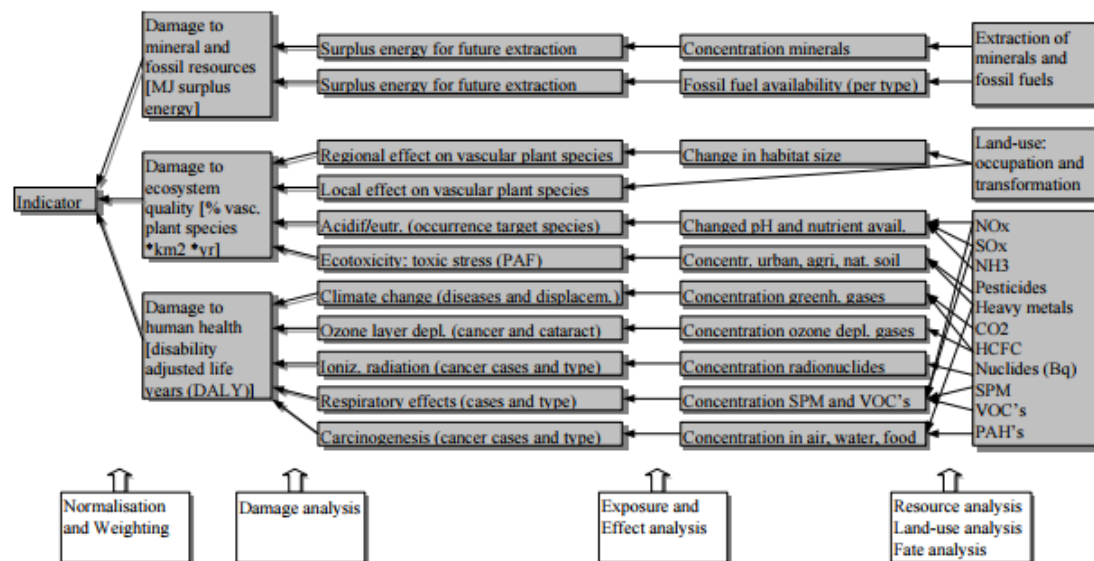 Damage to
mineral and
fossil resources
[MJ surplus
energy]
Surplus energy for future extraction
Concentration minerals
Extraction of
minerals and
fossil fuels
Surplus energy for future extraction
Fossil fuel availability (per type)
Indicator
Damage to
ecosystem
quality [% vasc.
plant species
*km2 *yr]
Regional effect on vascular plant species
Change in habitat size
Land-use:
occupation and
transformation
Local effect on vascular plant species
Acidif/eutr. (occurrence target species)
Changed pH and nutrient avail.
Ecotoxicity: toxic stress (PAF)
Concentr. urban, agri, nat. soil
Damage to
human health
[disability
adjusted life
years (DALY)]
Climate change (diseases and displacem.)
Concentration greenh. gases
Ozone layer depl. (cancer and cataract)
Concentration ozone depl. gases
Ioniz. radiation (cancer cases and type)
Concentration radionuclides
Respiratory effects (cases and type)
Concentration SPM and VOC's
Carcinogenesis (cancer cases and type)
Concentration in air, water, food
NOx
SOx
NH3
Pesticides
Heavy metals
CO2
HCFC
Nuclides (Bq)
SPM
VOC's
PAH's
Normalisation
and Weighting
Damage analysis
Exposure and
Effect analysis
Resource analysis
Land-use analysis
Fate analysis